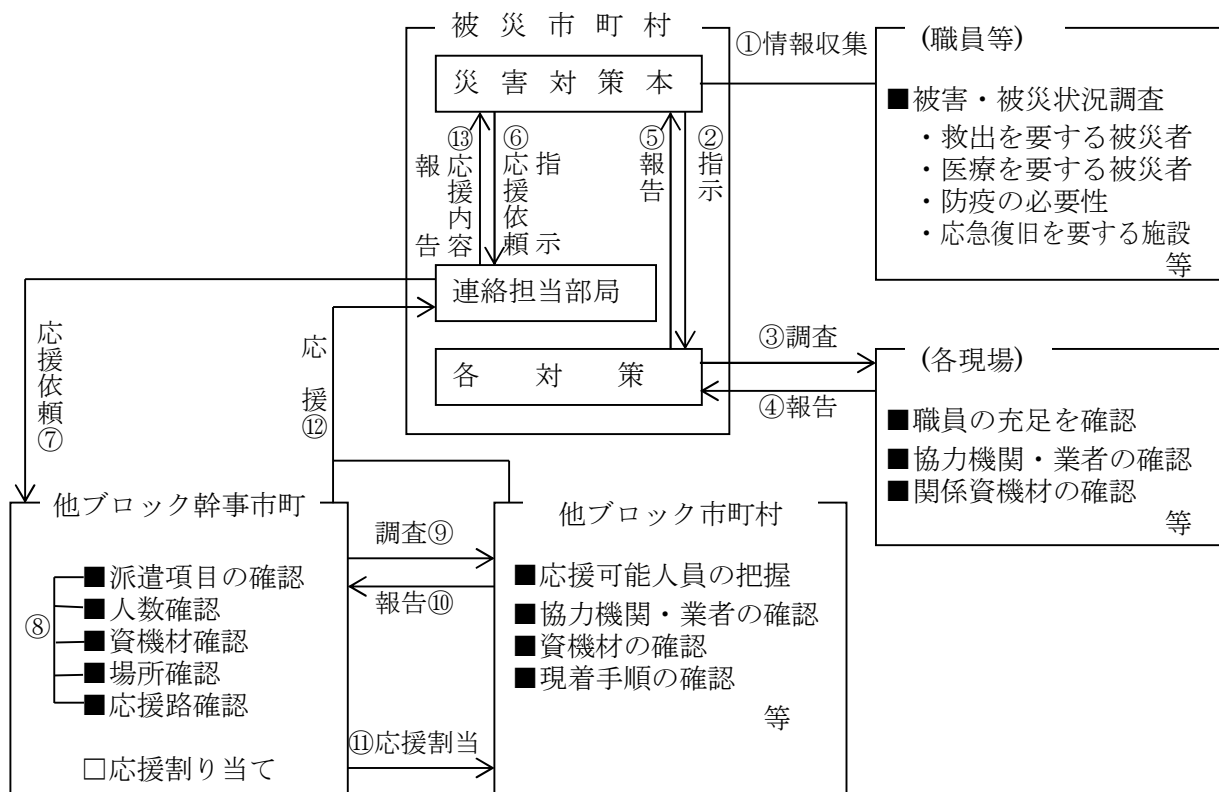 被災市町村
災害対策本
①情報収集
(職員等)
■被害・被災状況調査
・救出を要する被災者
・医療を要する被災者
・防疫の必要性
・応急復旧を要する施設
等
⑬応援内容
報告
⑥応援依頼
指示
⑤報告
②指示
連絡担当部局
各対策
③調査
④報告
(各現場)
■職員の充足を確認
■協力機関・業者の確認
■関係資機材の確認
等
応援依頼⑦
応援⑫
他ブロック幹事市町
⑧
■派遣項目の確認
■人数確認
■資機材確認
■場所確認
■応援路確認
□応援割り当て
調査⑨
報告⑩
⑪応援割当
他ブロック市町村
■応援可能人員の把握
■協力機関・業者の確認
■資機材の確認
■現着手順の確認
等